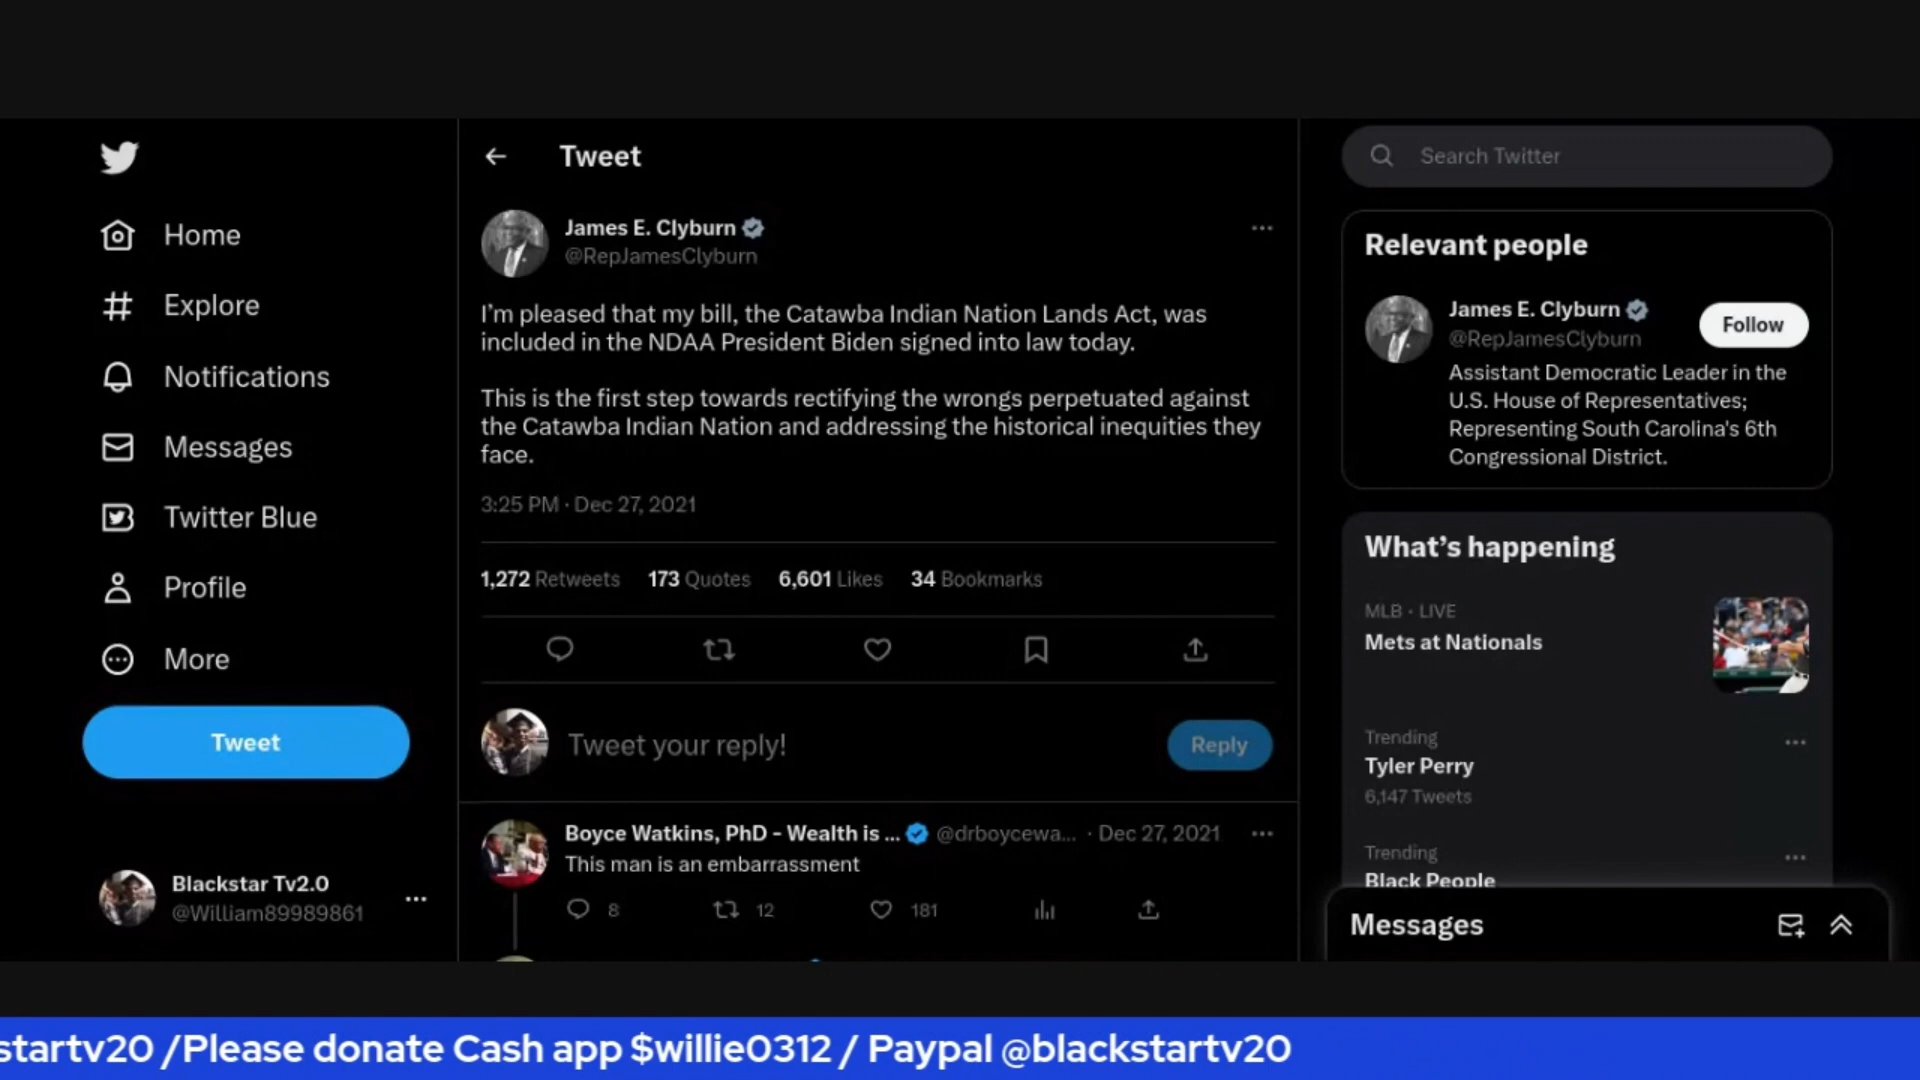 Home
Explore
Notifications
Messages
Twitter Blue
Profile
More
Tweet
Blackstar Tv2.0
@William89989861
Tweet
James E. Clyburn
@RepJamesClyburn
I'm pleased that my bill, the Catawba Indian Nation Lands Act, was
included in the NDAA President Biden signed into law today.
This is the first step towards rectifying the wrongs perpetuated against
the Catawba Indian Nation and addressing the historical inequities they
face.
3:25 PM · Dec 27, 2021
1,272 Retweets 173 Quotes 6,601 Likes 34 Bookmarks
Tweet your reply!
Reply
Boyce Watkins, PhD - Wealth is ... @drboycewa... · Dec 27, 2021
This man is an embarrassment
8 12 181
Search Twitter
Relevant people
James E. Clyburn
@RepJamesClyburn
Follow
Assistant Democratic Leader in the
U.S. House of Representatives;
Representing South Carolina's 6th
Congressional District.
What's happening
MLB · LIVE
Mets at Nationals
Trending
Tyler Perry
6,147 Tweets
Trending
Black People
Messages
startv20 /Please donate Cash app $willie0312 / Paypal @blackstartv20